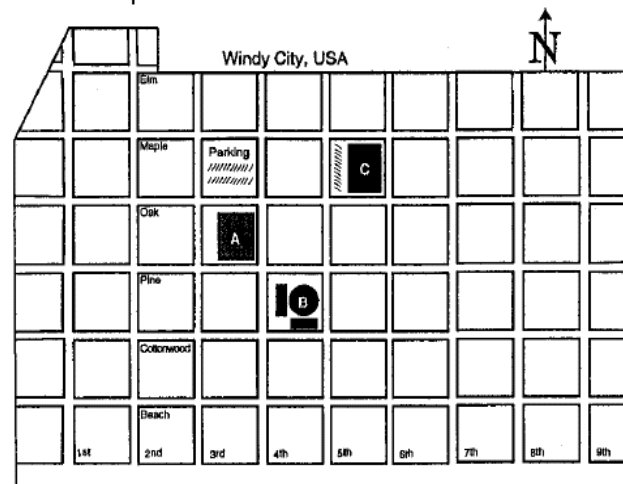 Windy City, USA
N
Elm
Maple
Parking
C
Oak
A
Pine
B
Cottonwood
Beach
1st
2nd
3rd
4th
5th
6th
7th
8th
9th